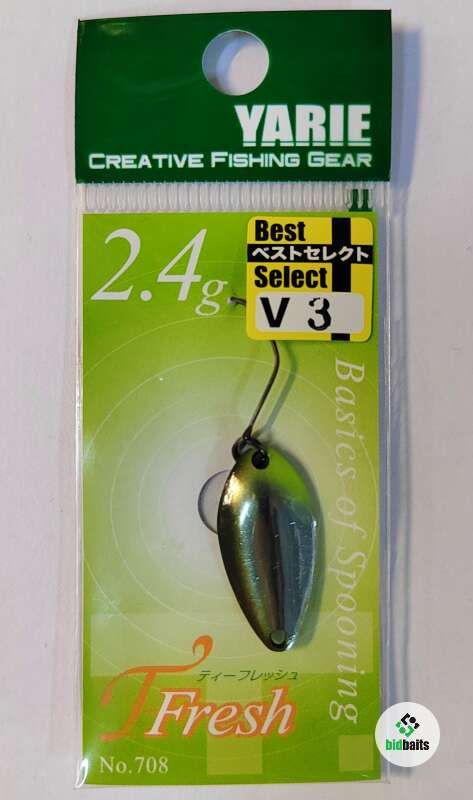 YARIE
CREATIVE FISHING GEAR
2.4g
Best
ベストセレクト
Select
V 3
Basics of Spooning
ティーフレッシュ
T Fresh
No.708
bidbaits